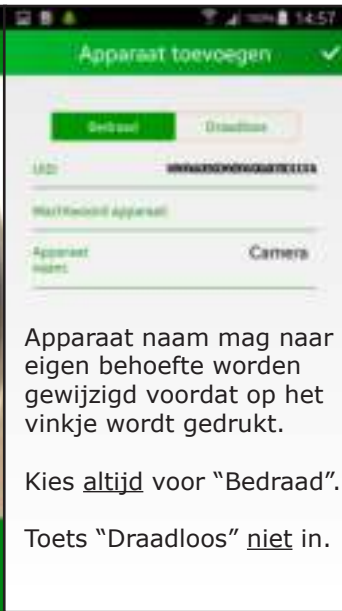 14:57
Apparaat toevoegen
Bedraad Draadloos
UID
Wachtwoord apparaat
Apparaat Camera
naam
Apparaat naam mag naar
eigen behoefte worden
gewijzigd voordat op het
vinkje wordt gedrukt.
Kies altijd voor “Bedraad”.
Toets “Draadloos” niet in.